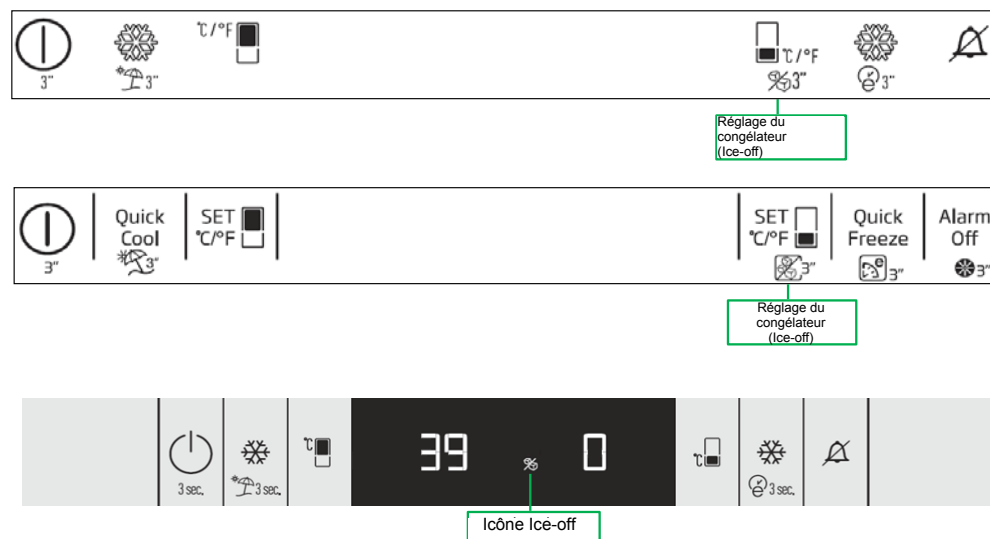 ℃/°F
℃/°F
3"
3"
3"
3"
Réglage du
congélateur
(Ice-off)
Quick
Cool
SET
℃/°F
SET
℃/°F
Quick
Freeze
Alarm
Off
3"
3"
3"
e
3"
3"
Réglage du
congélateur
(Ice-off)
℃
39
0
℃
3 sec.
3 sec.
e
3 sec.
Icône Ice-off